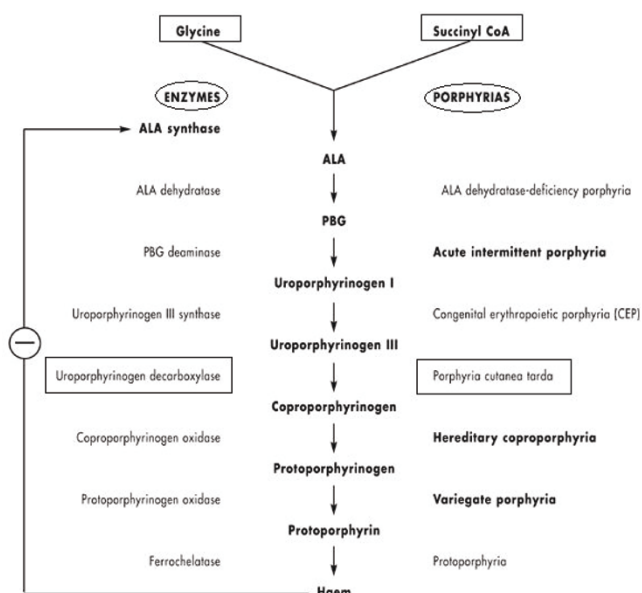 Glycine Succinyl CoA
ENZYMES PORPHYRIAS
ALA synthase
ALA
ALA dehydratase ALA dehydratase-deficiency porphyria
PBG
PBG deaminase Acute intermittent porphyria
Uroporphyrinogen I
Uroporphyrinogen III synthase Congenital erythropoietic porphyria (CEP)
Uroporphyrinogen III
Uroporphyrinogen decarboxylase Porphyria cutanea tarda
Coproporphyrinogen
Coproporphyrinogen oxidase Hereditary coproporphyria
Protoporphyrinogen
Protoporphyrinogen oxidase Variegate porphyria
Protoporphyrin
Ferrochelatase Protoporphyria
Haem